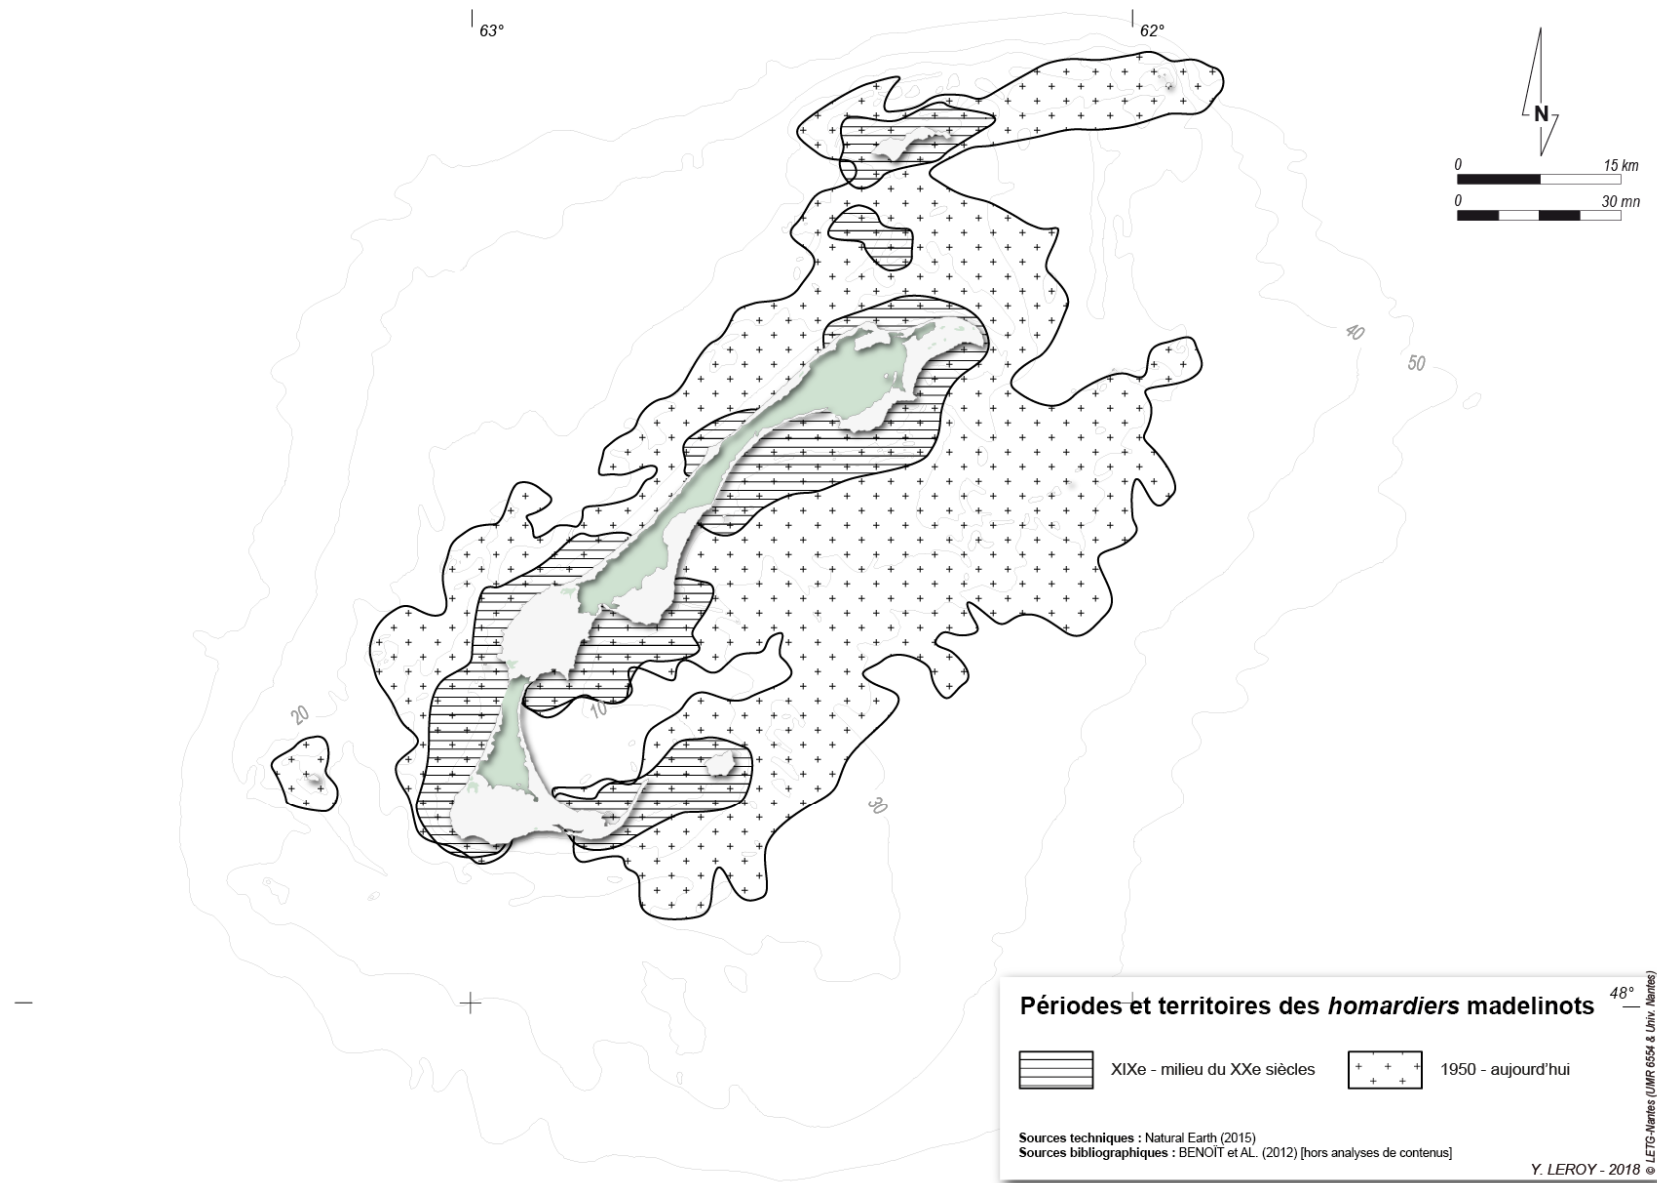 63°
62°
N
0 15 km
0 30 mn
40
50
20
10
30
48°
Périodes et territoires des homardiers madelinots
XIXe - milieu du XXe siècles
1950 - aujourd'hui
Sources techniques : Natural Earth (2015)
Sources bibliographiques : BENOÎT et AL. (2012) [hors analyses de contenus]
Y. LEROY - 2018
© LETG-Nantes (UMR 6554 & Univ. Nantes)